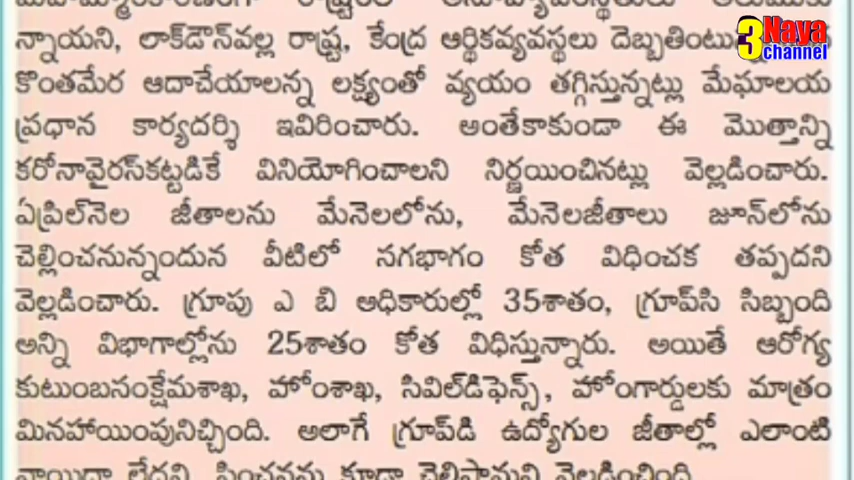 న్నాయని, లాక్‌డౌన్‌వల్ల రాష్ట్ర, కేంద్ర ఆర్థికవ్యవస్థలు
3 Naya channel
కొంతమేర ఆదాచేయాలన్న లక్ష్యంతో వ్యయం తగ్గిస్తున్నట్లు మేఘాలయ
ప్రధాన కార్యదర్శి ఇవిరించారు. అంతేకాకుండా ఈ మొత్తాన్ని
కరోనావైరస్‌కట్టడికే వినియోగించాలని నిర్ణయించినట్లు వెల్లడించారు.
ఏప్రిల్‌నెల జీతాలను మేనెలలోను, మేనెలజీతాలు జూన్‌లోను
చెల్లించనున్నందున వీటిలో నగభాగం కోత విధించక తప్పదని
వెల్లడించారు. గ్రూపు ఎ బి అధికారుల్లో 35శాతం, గ్రూప్‌సి సిబ్బంది
అన్ని విభాగాల్లోను 25శాతం కోత విధిస్తున్నారు. అయితే ఆరోగ్య
కుటుంబసంక్షేమశాఖ, హోంశాఖ, సివిల్‌డిఫెన్స్, హోంగార్డులకు మాత్రం
మినహాయింపునిచ్చింది. అలాగే గ్రూప్‌డి ఉద్యోగుల జీతాల్లో ఎలాంటి